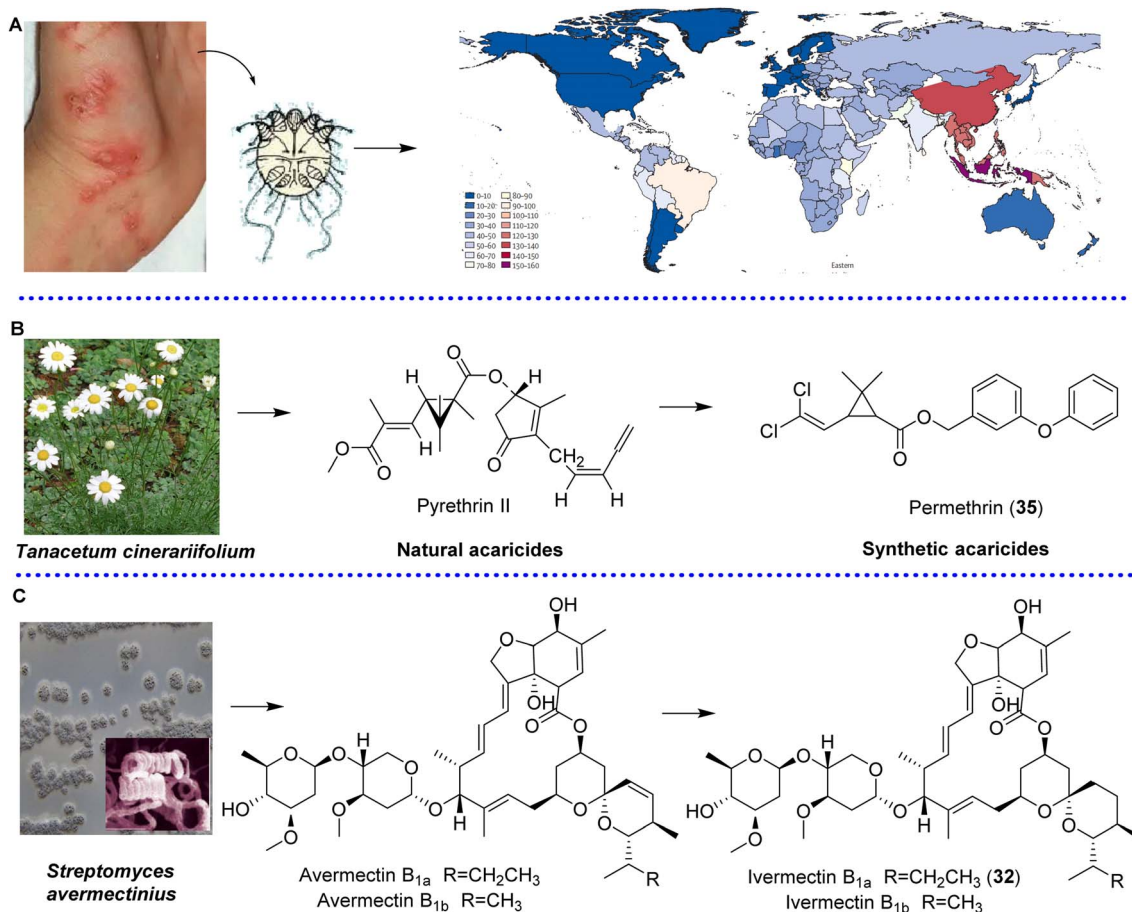 A
0-10
10-20
20-30
30-40
40-50
50-60
60-70
70-80
80-90
90-100
100-110
110-120
120-130
130-140
140-150
150-160
Eastern
B
H
O
O
H
H
O
O
O
CH2
H
H
Pyrethrin II
Cl
Cl
O
O
O
Permethrin (35)
Tanacetum cinerariifolium
Natural acaricides
Synthetic acaricides
C
OH
O
OH
O
O
O
O
H
O
HO
O
O
O
H
O
O
R
OH
O
OH
O
O
O
O
H
O
HO
O
O
O
H
O
O
R
Streptomyces
avermectinius
Avermectin B1a R=CH2CH3
Avermectin B1b R=CH3
Ivermectin B1a R=CH2CH3 (32)
Ivermectin B1b R=CH3